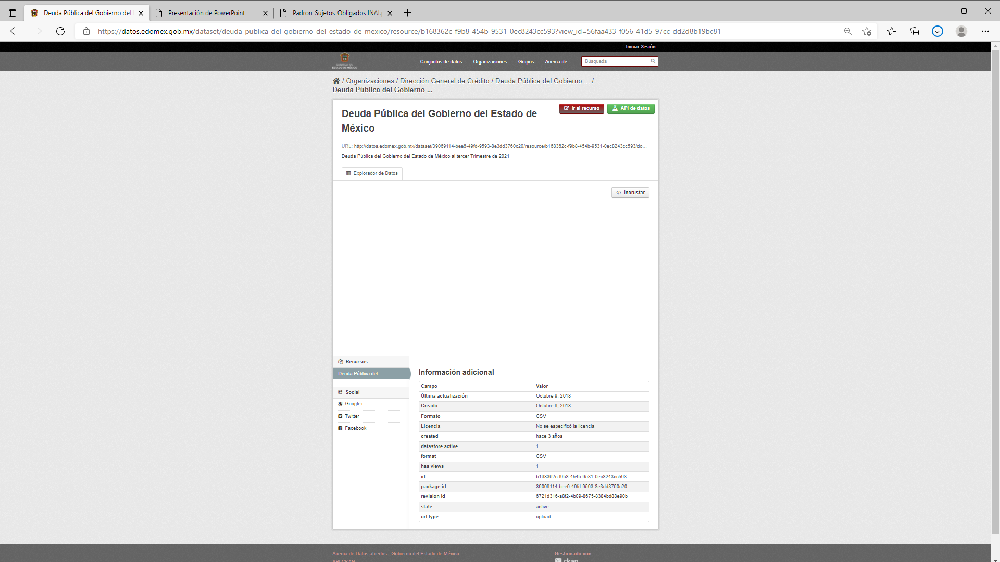 Deuda Pública del Gobierno del
Presentación de PowerPoint
Padron_Sujetos_Obligados INAI.p
https://datos.edomex.gob.mx/dataset/deuda-publica-del-gobierno-del-estado-de-mexico/resource/b168362c-f9b8-454b-9531-0ec8243cc593?view_id=56faa433-f056-41d5-97cc-dd2d8b19bc81
Iniciar Sesión
GOBIERNO DEL
ESTADO DE MÉXICO
Conjuntos de datos
Organizaciones
Grupos
Acerca de
Búsqueda
/ Organizaciones / Dirección General de Crédito / Deuda Pública del Gobierno ... /
Deuda Pública del Gobierno ...
Ir al recurso
API de datos
Deuda Pública del Gobierno del Estado de
México
URL: http://datos.edomex.gob.mx/dataset/39069114-bee6-49fd-9593-8e3dd3760c20/resource/b168362c-f9b8-454b-9531-0ec8243cc593/do...
Deuda Pública del Gobierno del Estado de México al tercer Trimestre de 2021
Explorador de Datos
Incrustar
Recursos
Deuda Pública del ...
Social
Google+
Twitter
Facebook
Información adicional
Campo Valor
Última actualización Octubre 9, 2018
Creado Octubre 9, 2018
Formato CSV
Licencia No se especificó la licencia
created hace 3 años
datastore active 1
format CSV
has views 1
id b168362c-f9b8-454b-9531-0ec8243cc593
package id 39069114-bee6-49fd-9593-8e3dd3760c20
revision id 6721d316-a8f2-4b09-8675-8384bd88e90b
state active
url type upload
Acerca de Datos abiertos - Gobierno del Estado de México
API CKAN
Gestionado con
ckan